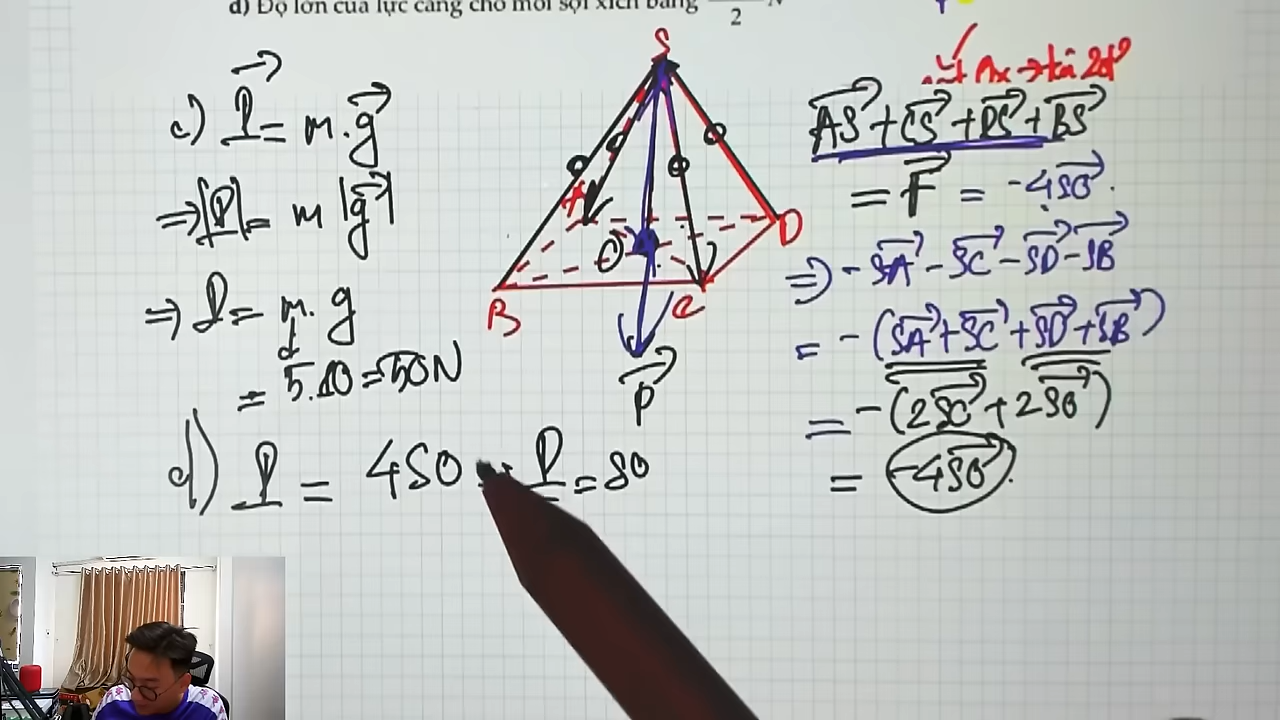 d) Độ lớn của lực căng cho mỗi sợi xích bằng
2
c) P = m.g
⇒ |P| = m |g|
⇒ P = m.g
= 5.10 = 50N
d) P = 4SO P = SO
S
A
B
C
D
O
P
AS + CS + DS + BS
= F = -4SO.
⇒ -SA - SC - SD - SB
= -(SA + SC + SD + SB)
= -(2SO + 2SO)
= -4SO.